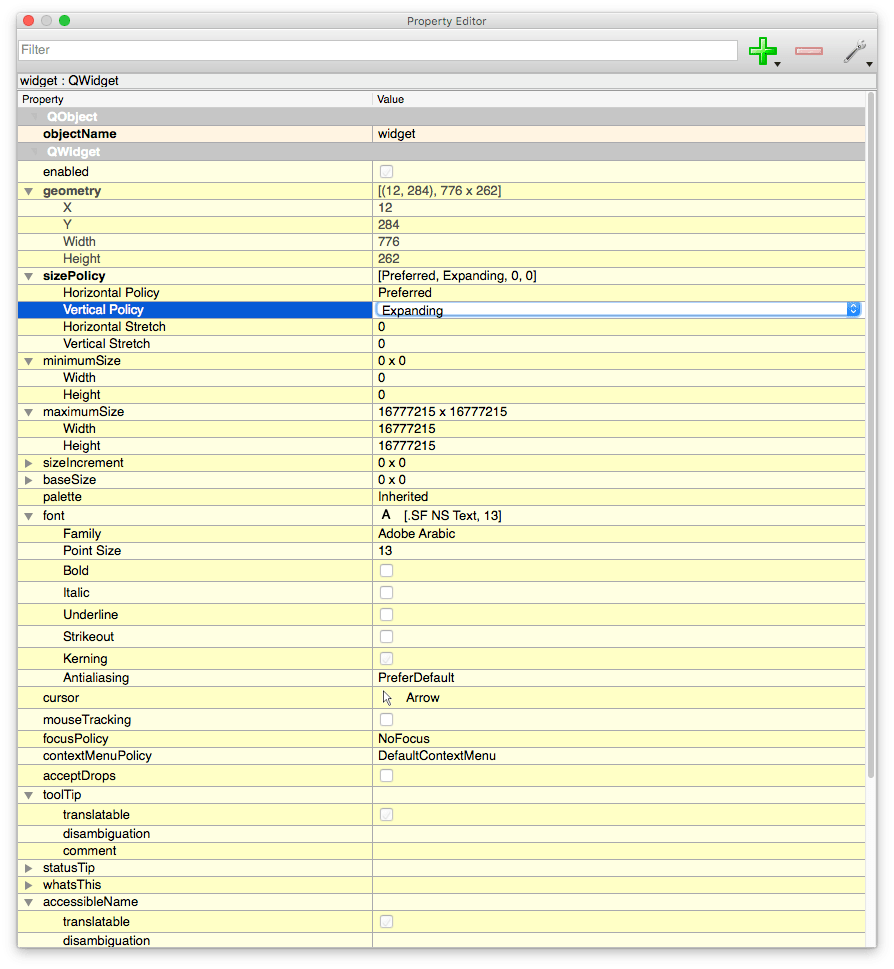 Property Editor
Filter
widget : QWidget
Property Value
QObject
objectName widget
QWidget
enabled
geometry [(12, 284), 776 x 262]
X 12
Y 284
Width 776
Height 262
sizePolicy [Preferred, Expanding, 0, 0]
Horizontal Policy Preferred
Vertical Policy Expanding
Horizontal Stretch 0
Vertical Stretch 0
minimumSize 0 x 0
Width 0
Height 0
maximumSize 16777215 x 16777215
Width 16777215
Height 16777215
sizeIncrement 0 x 0
baseSize 0 x 0
palette Inherited
font A [.SF NS Text, 13]
Family Adobe Arabic
Point Size 13
Bold
Italic
Underline
Strikeout
Kerning
Antialiasing PreferDefault
cursor Arrow
mouseTracking
focusPolicy NoFocus
contextMenuPolicy DefaultContextMenu
acceptDrops
toolTip
translatable
disambiguation
comment
statusTip
whatsThis
accessibleName
translatable
disambiguation